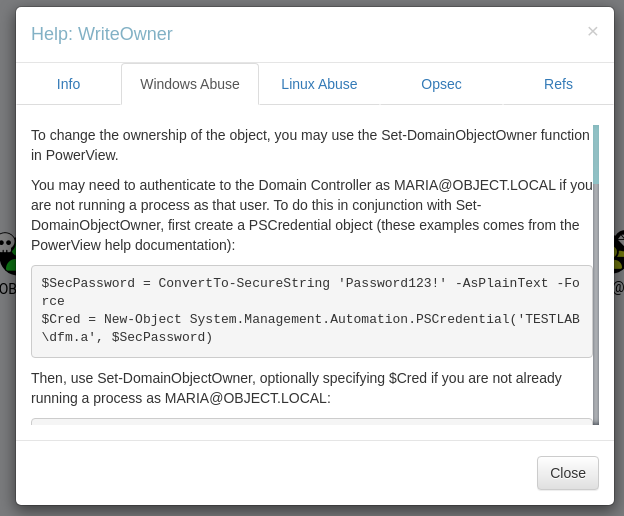 Help: WriteOwner
×
Info
Windows Abuse
Linux Abuse
Opsec
Refs
To change the ownership of the object, you may use the Set-DomainObjectOwner function
in PowerView.
You may need to authenticate to the Domain Controller as MARIA@OBJECT.LOCAL if you
are not running a process as that user. To do this in conjunction with Set-
DomainObjectOwner, first create a PSCredential object (these examples comes from the
PowerView help documentation):
$SecPassword = ConvertTo-SecureString 'Password123!' -AsPlainText -Fo
rce
$Cred = New-Object System.Management.Automation.PSCredential('TESTLAB
\dfm.a', $SecPassword)
Then, use Set-DomainObjectOwner, optionally specifying $Cred if you are not already
running a process as MARIA@OBJECT.LOCAL:
OB
@
Close